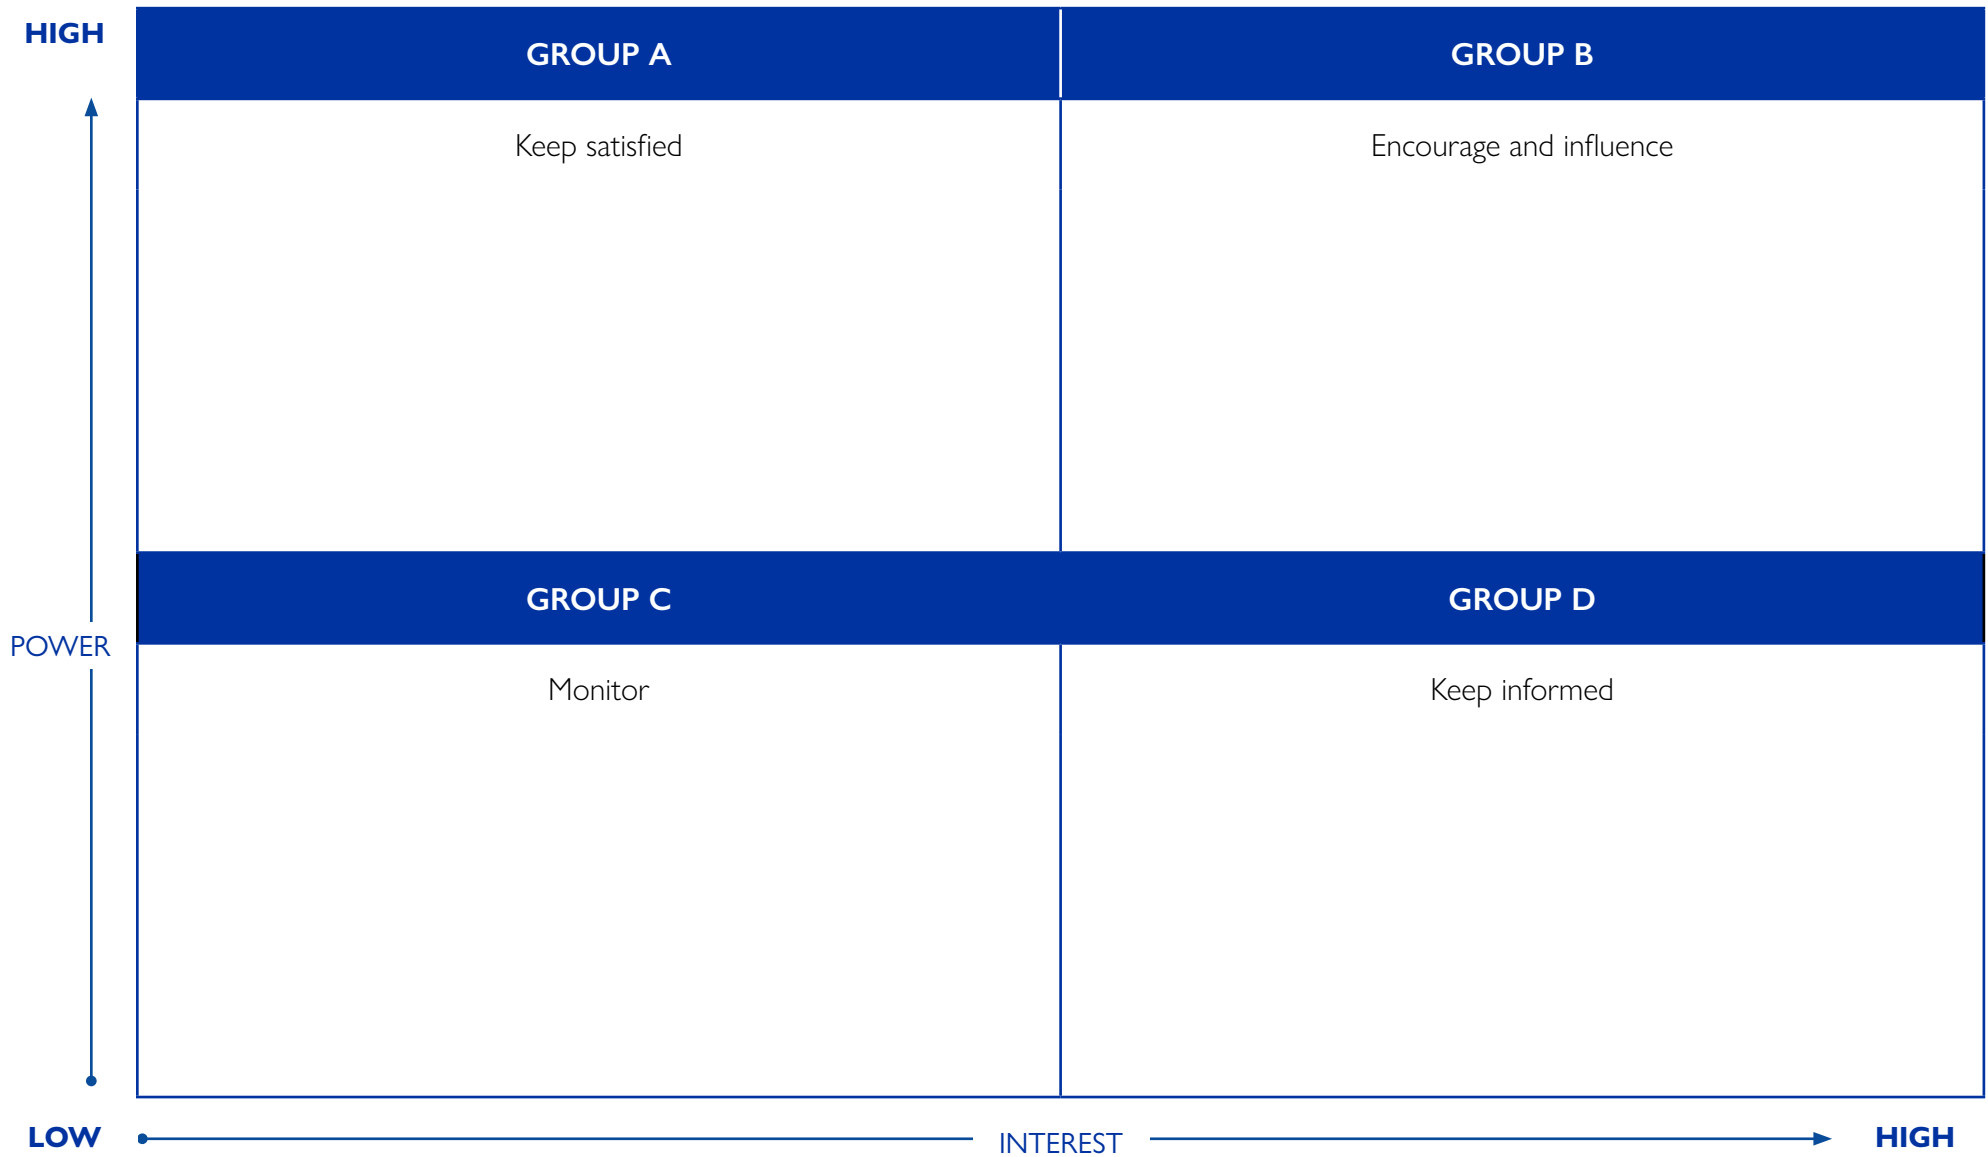 HIGH
GROUP A
GROUP B
Keep satisfied
Encourage and influence
GROUP C
GROUP D
POWER
Monitor
Keep informed
LOW
INTEREST
HIGH